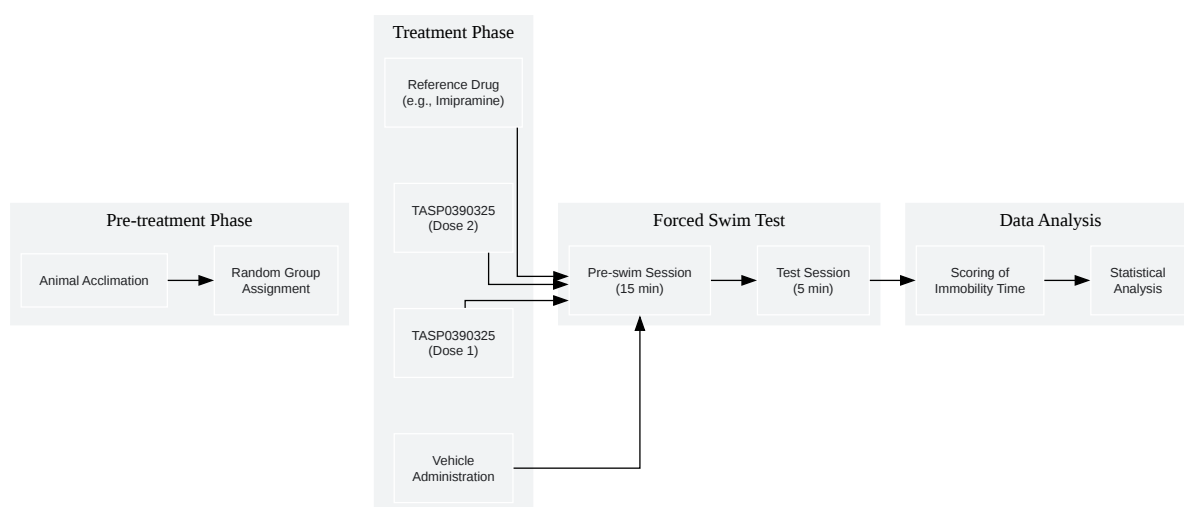 Pre-treatment Phase
Animal Acclimation
Random Group
Assignment
Treatment Phase
Reference Drug
(e.g., Imipramine)
TASP0390325
(Dose 2)
TASP0390325
(Dose 1)
Vehicle
Administration
Forced Swim Test
Pre-swim Session
(15 min)
Test Session
(5 min)
Data Analysis
Scoring of
Immobility Time
Statistical
Analysis